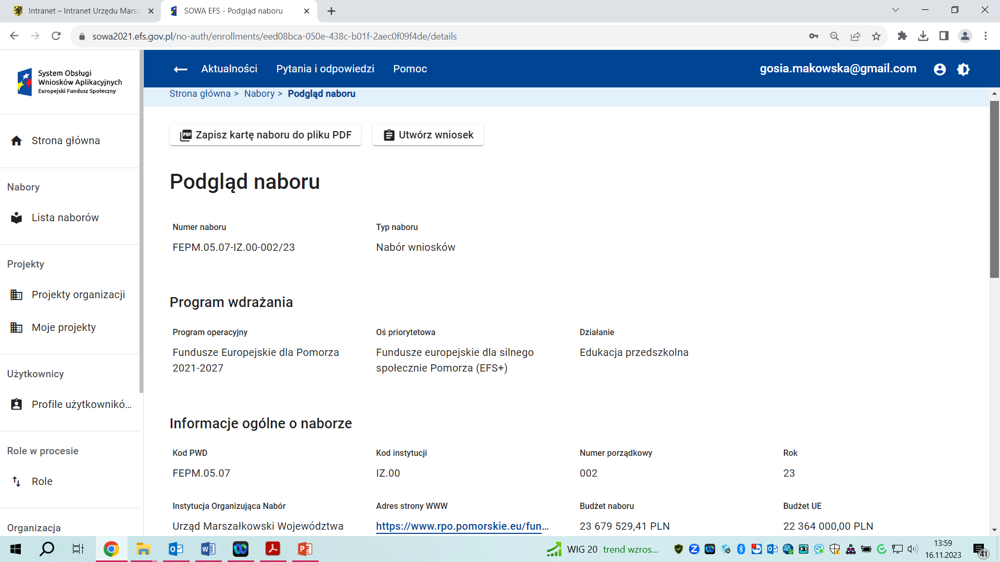 Intranet – Intranet Urzędu Marsz
SOWA EFS - Podgląd naboru
sowa2021.efs.gov.pl/no-auth/enrollments/eed08bca-050e-438c-b01f-2aec0f09f4de/details
System Obsługi
Wniosków Aplikacyjnych
Europejski Fundusz Społeczny
Aktualności
Pytania i odpowiedzi
Pomoc
gosia.makowska@gmail.com
Strona główna > Nabory > Podgląd naboru
Strona główna
Nabory
Lista naborów
Projekty
Projekty organizacji
Moje projekty
Użytkownicy
Profile użytkownikó...
Role w procesie
Role
Organizacja
PDF Zapisz kartę naboru do pliku PDF
Utwórz wniosek
Podgląd naboru
Numer naboru
FEPM.05.07-IZ.00-002/23
Typ naboru
Nabór wniosków
Program wdrażania
Program operacyjny
Fundusze Europejskie dla Pomorza
2021-2027
Oś priorytetowa
Fundusze europejskie dla silnego
społecznie Pomorza (EFS+)
Działanie
Edukacja przedszkolna
Informacje ogólne o naborze
Kod PWD
FEPM.05.07
Kod instytucji
IZ.00
Numer porządkowy
002
Rok
23
Instytucja Organizująca Nabór
Urząd Marszałkowski Województwa
Adres strony WWW
https://www.rpo.pomorskie.eu/fun...
Budżet naboru
23 679 529,41 PLN
Budżet UE
22 364 000,00 PLN
WIG 20 trend wzros...
13:59
16.11.2023
41